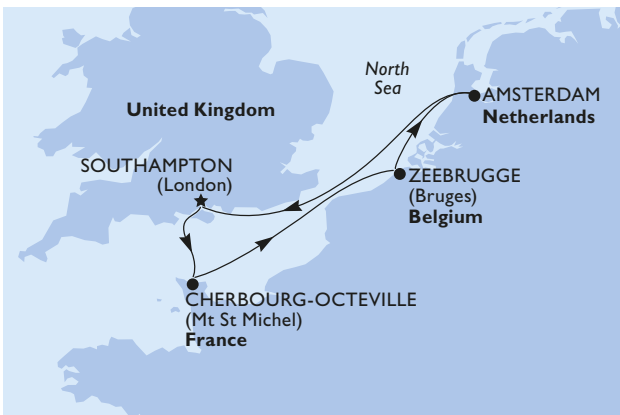 North
Sea
AMSTERDAM
Netherlands
United Kingdom
SOUTHAMPTON
(London)
ZEEBRUGGE
(Bruges)
Belgium
CHERBOURG-OCTEVILLE
(Mt St Michel)
France